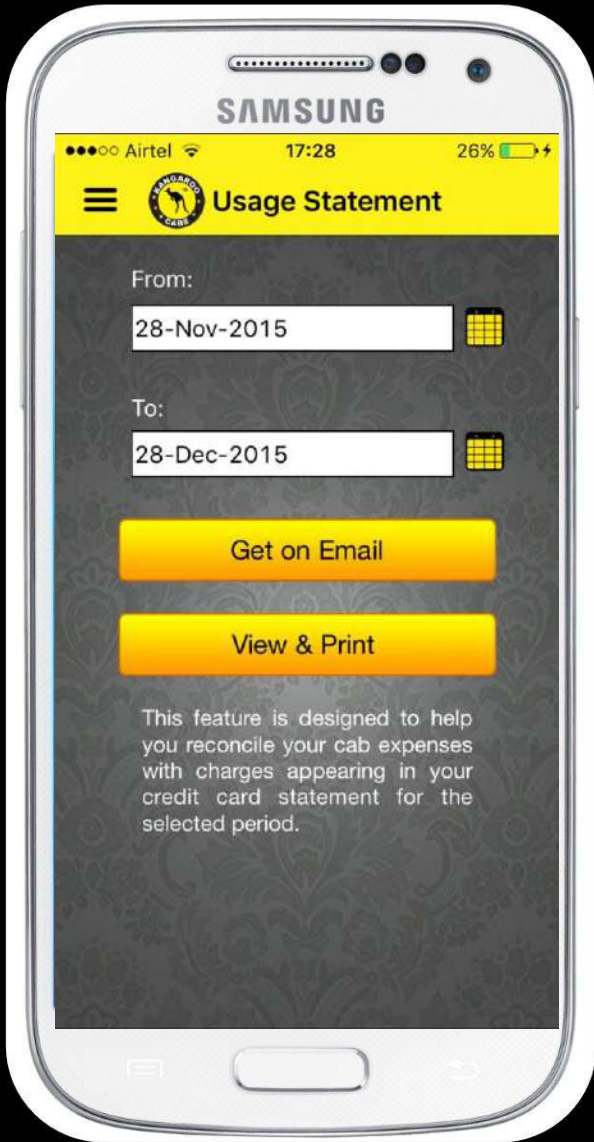 SAMSUNG
Airtel 17:28 26%
KANGAROO
CABS
Usage Statement
From:
28-Nov-2015
To:
28-Dec-2015
Get on Email
View & Print
This feature is designed to help
you reconcile your cab expenses
with charges appearing in your
credit card statement for the
selected period.